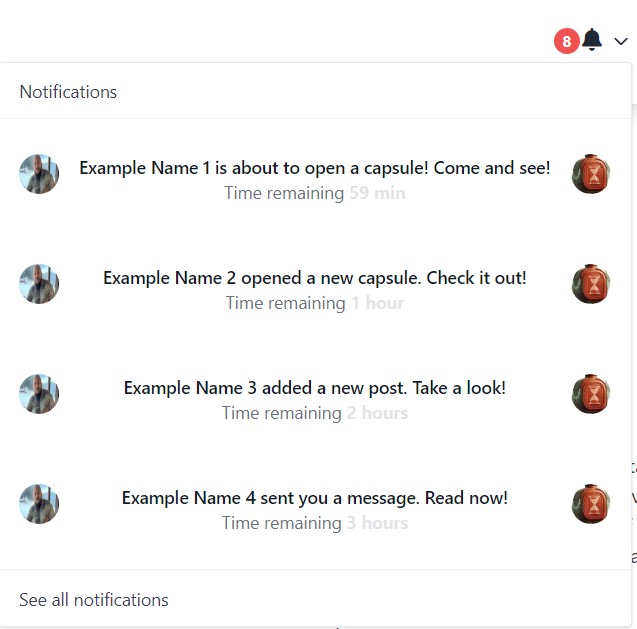 8
Notifications
Example Name 1 is about to open a capsule! Come and see!
Time remaining 59 min
Example Name 2 opened a new capsule. Check it out!
Time remaining 1 hour
Example Name 3 added a new post. Take a look!
Time remaining 2 hours
Example Name 4 sent you a message. Read now!
Time remaining 3 hours
See all notifications